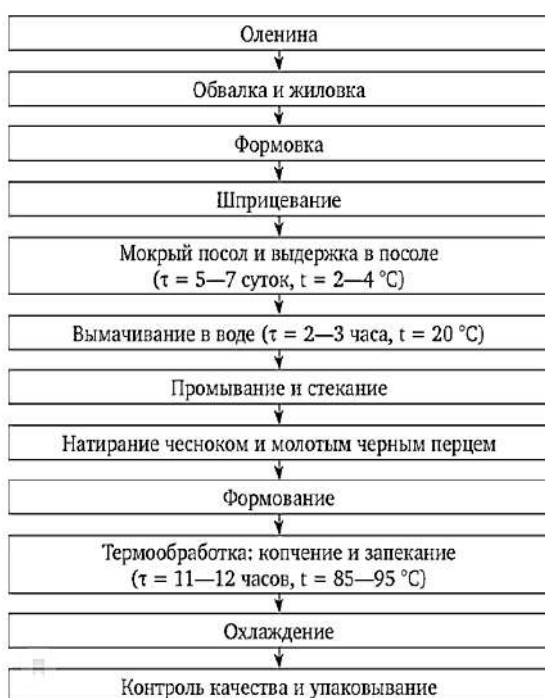 Оленина
Обвалка и жиловка
Формовка
Шприцевание
Мокрый посол и выдержка в посоле
(τ = 5—7 суток, t = 2—4 °C)
Вымачивание в воде (τ = 2—3 часа, t = 20 °C)
Промывание и стекание
Натирание чесноком и молотым черным перцем
Формование
Термообработка: копчение и запекание
(τ = 11—12 часов, t = 85—95 °C)
Охлаждение
Контроль качества и упаковывание